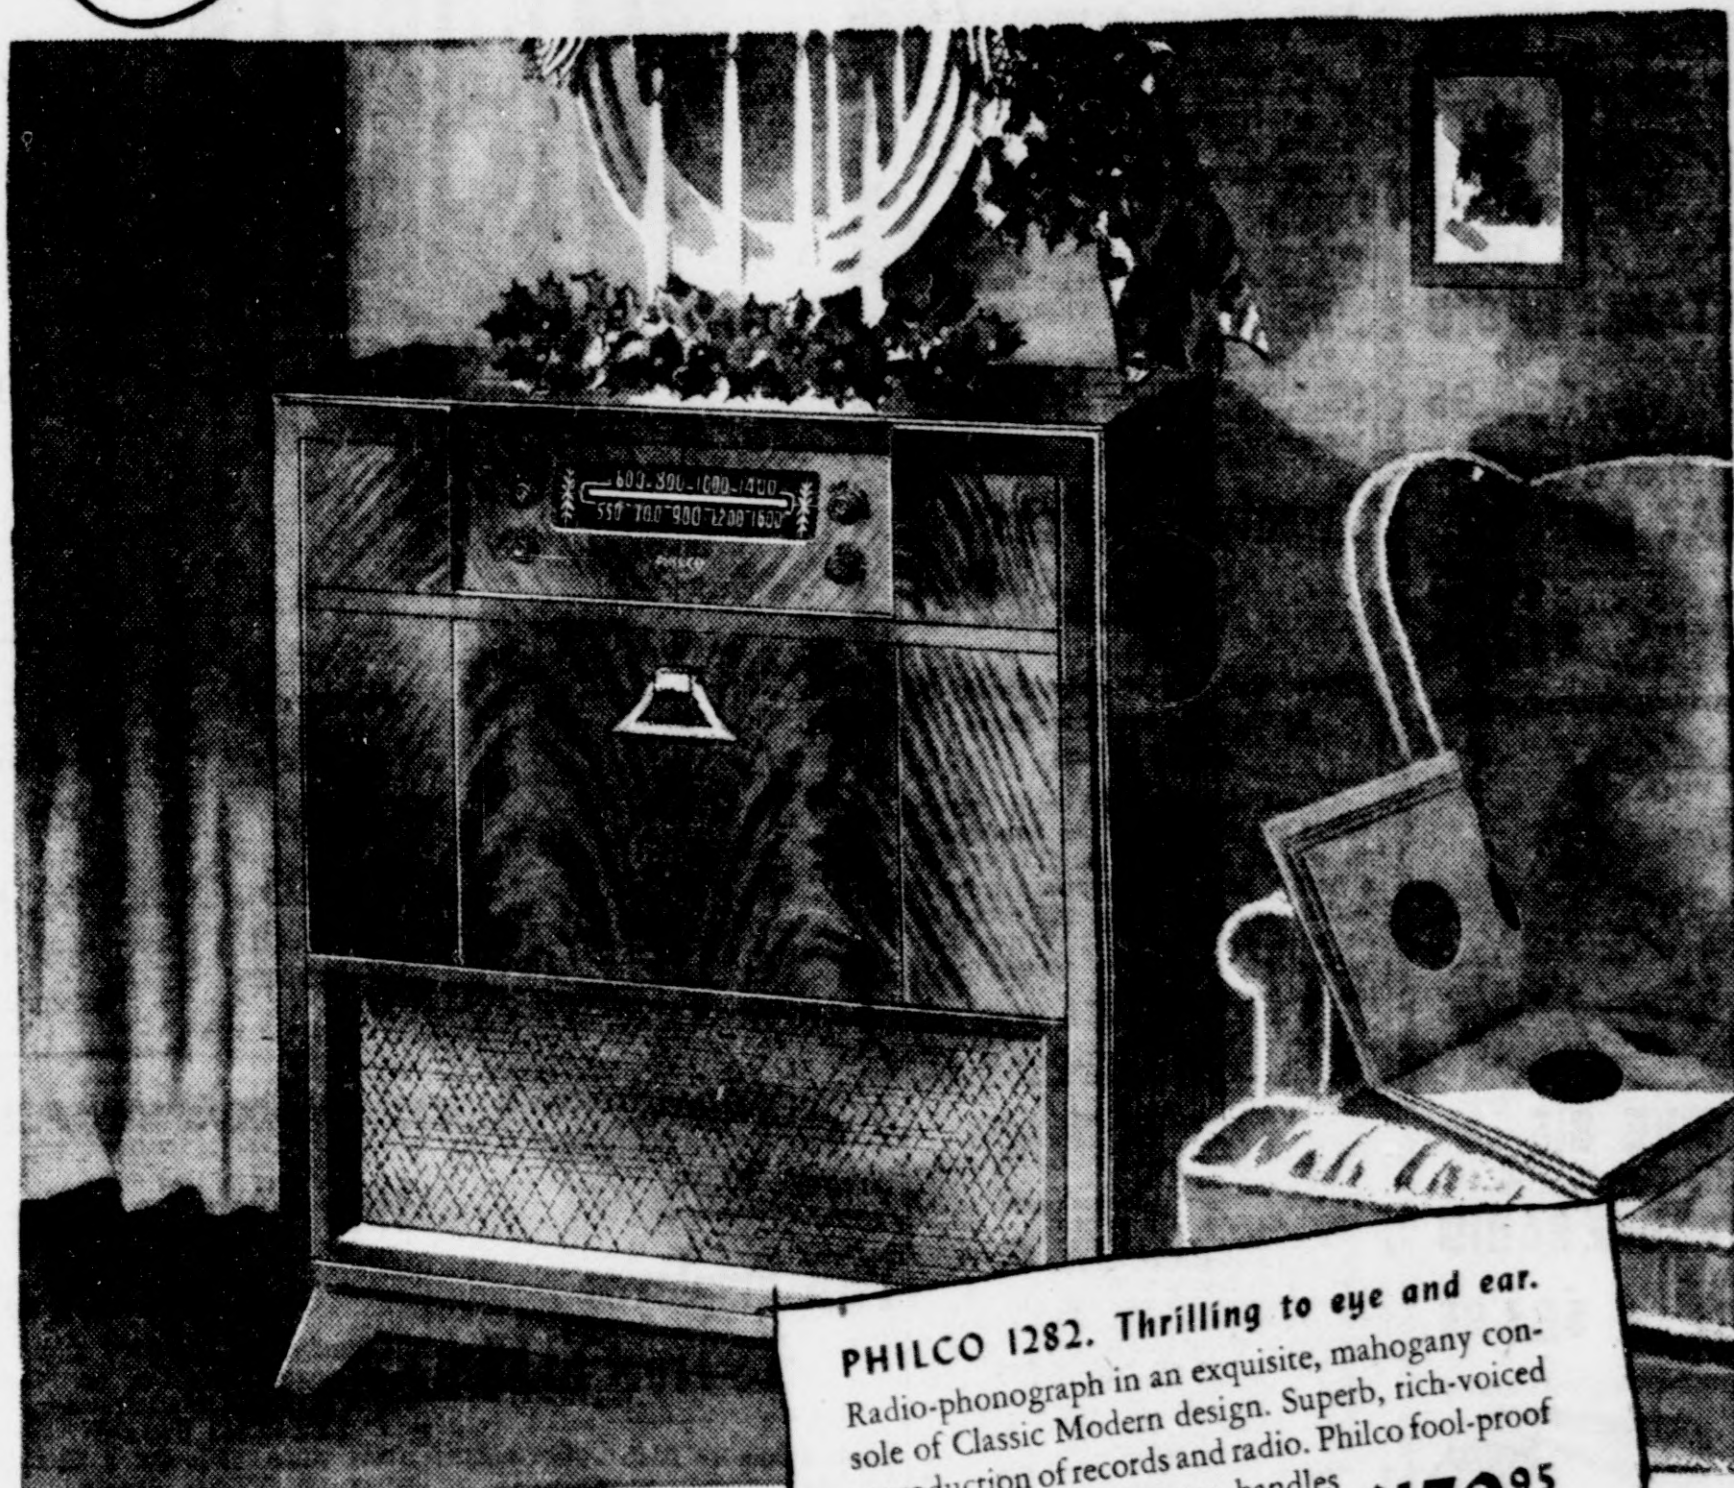 600 800 1000 1400
550 700 900 1200 1600
PHILCO
PHILCO 1282. Thrilling to eye and ear.
Radio-phonograph in an exquisite, mahogany con-
sole of Classic Modern design. Superb, rich-voiced
of records and radio. Philco fool-proof
handles
95